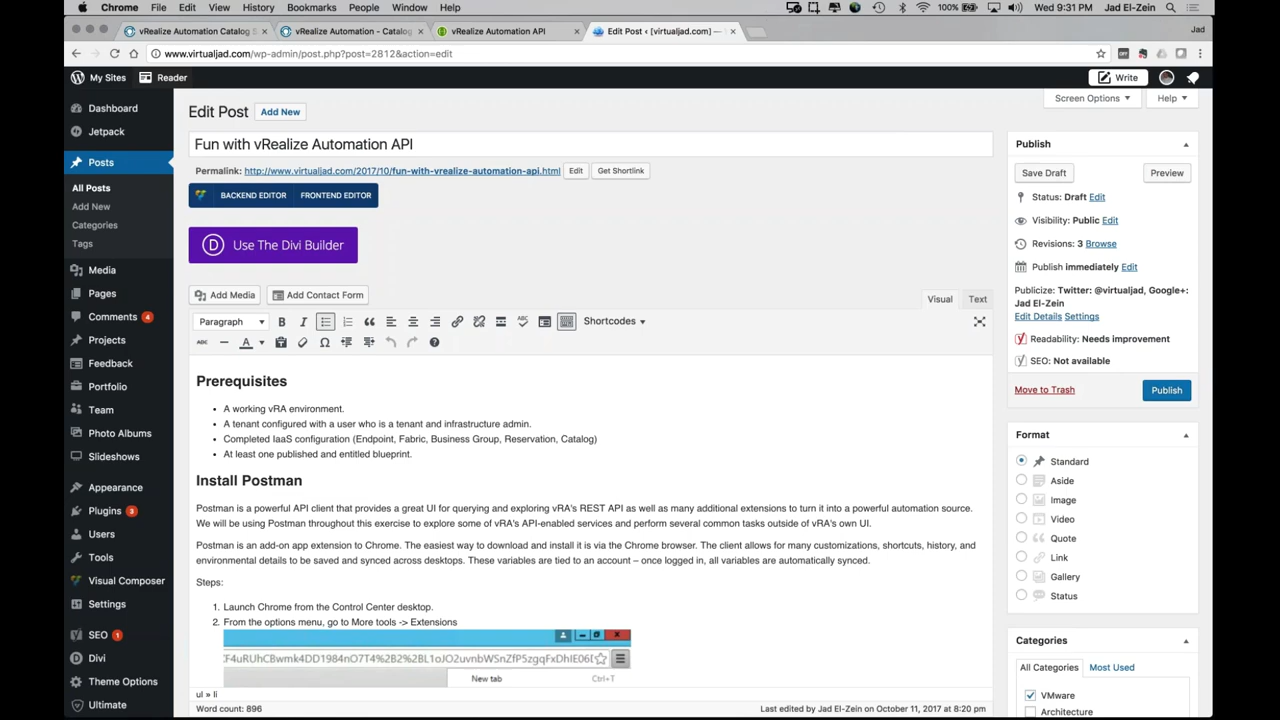 Chrome File Edit View History Bookmarks People Window Help 100% Wed 9:31 PM Jad El-Zein
vRealize Automation Catalog S vRealize Automation - Catalog vRealize Automation API Edit Post ‹ [virtualjad.com] — Jad
www.virtualjad.com/wp-admin/post.php?post=2812&action=edit
My Sites Reader Write
Screen Options Help
Dashboard
Jetpack
Posts
All Posts
Add New
Categories
Tags
Media
Pages
Comments 4
Projects
Feedback
Portfolio
Team
Photo Albums
Slideshows
Appearance
Plugins 3
Users
Tools
Visual Composer
Settings
SEO 1
Divi
Theme Options
Ultimate
Edit Post Add New
Fun with vRealize Automation API
Permalink: http://www.virtualjad.com/2017/10/fun-with-vrealize-automation-api.html Edit Get Shortlink
BACKEND EDITOR FRONTEND EDITOR
D Use The Divi Builder
Add Media Add Contact Form
Visual Text
Paragraph B I Shortcodes
ABC A
Prerequisites
• A working vRA environment.
• A tenant configured with a user who is a tenant and infrastructure admin.
• Completed IaaS configuration (Endpoint, Fabric, Business Group, Reservation, Catalog)
• At least one published and entitled blueprint.
Install Postman
Postman is a powerful API client that provides a great UI for querying and exploring vRA's REST API as well as many additional extensions to turn it into a powerful automation source.
We will be using Postman throughout this exercise to explore some of vRA's API-enabled services and perform several common tasks outside of vRA's own UI.
Postman is an add-on app extension to Chrome. The easiest way to download and install it is via the Chrome browser. The client allows for many customizations, shortcuts, history, and
environmental details to be saved and synced across desktops. These variables are tied to an account – once logged in, all variables are automatically synced.
Steps:
1. Launch Chrome from the Control Center desktop.
2. From the options menu, go to More tools -> Extensions
New tab Ctrl+T
ul » li
Word count: 896 Last edited by Jad El-Zein on October 11, 2017 at 8:20 pm
Publish
Save Draft Preview
Status: Draft Edit
Visibility: Public Edit
Revisions: 3 Browse
Publish immediately Edit
Publicize: Twitter: @virtualjad, Google+:
Jad El-Zein
Edit Details Settings
Readability: Needs improvement
SEO: Not available
Move to Trash Publish
Format
Standard
Aside
Image
Video
Quote
Link
Gallery
Status
Categories
All Categories Most Used
VMware
Architecture